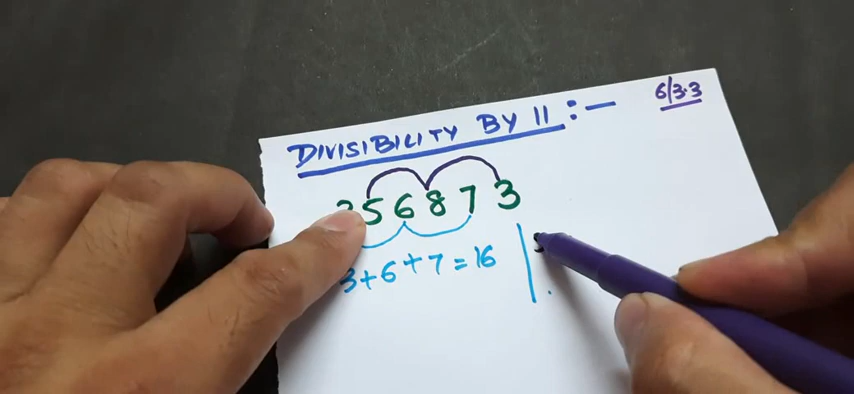 6/3.3
DIVISIBILITY BY 11 :-
356873
3+6+7=16